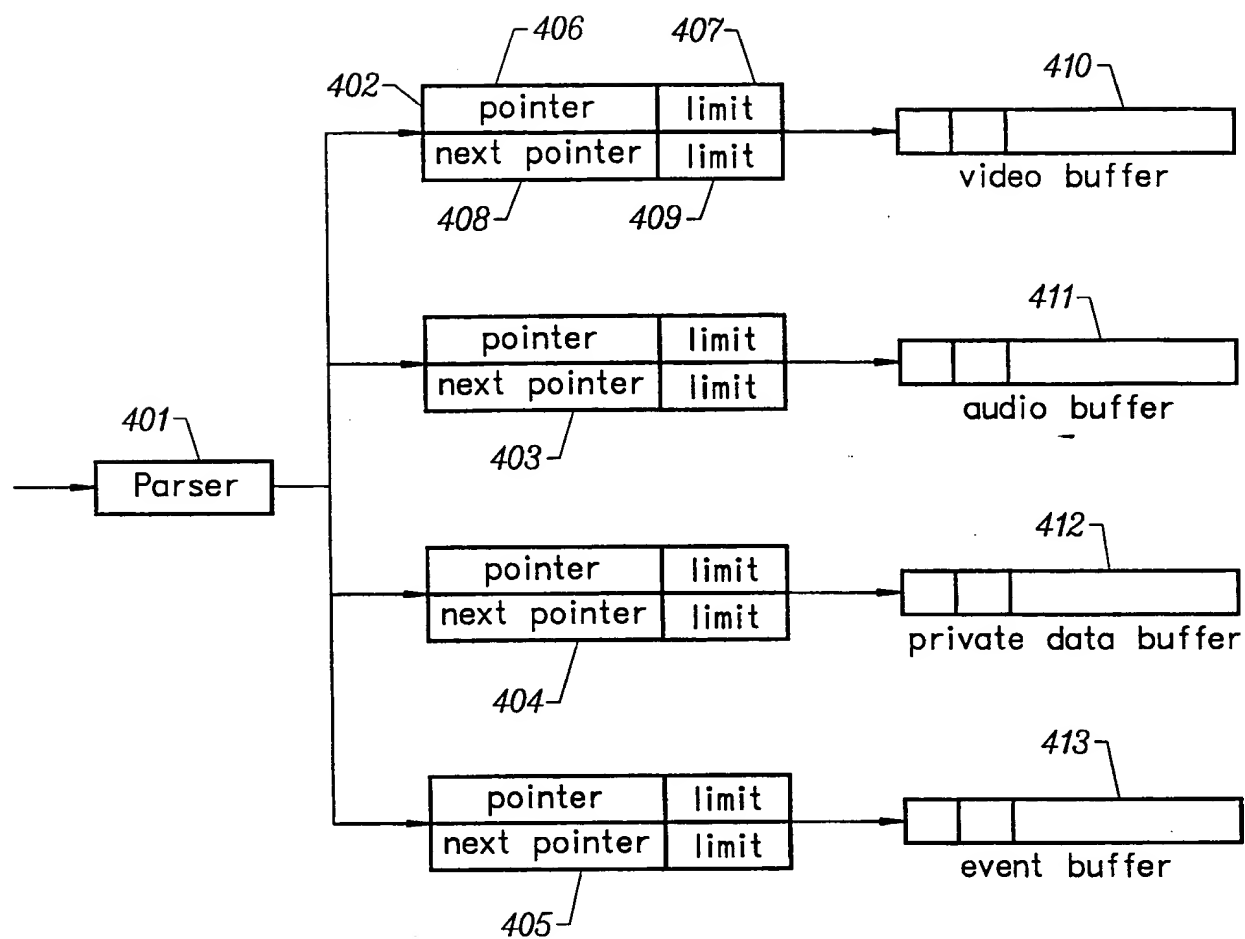 406
407
402
410
pointer
limit
next pointer
limit
video buffer
408
409
411
pointer
limit
next pointer
limit
audio buffer
401
403
Parser
412
pointer
limit
next pointer
limit
private data buffer
404
413
pointer
limit
next pointer
limit
event buffer
405